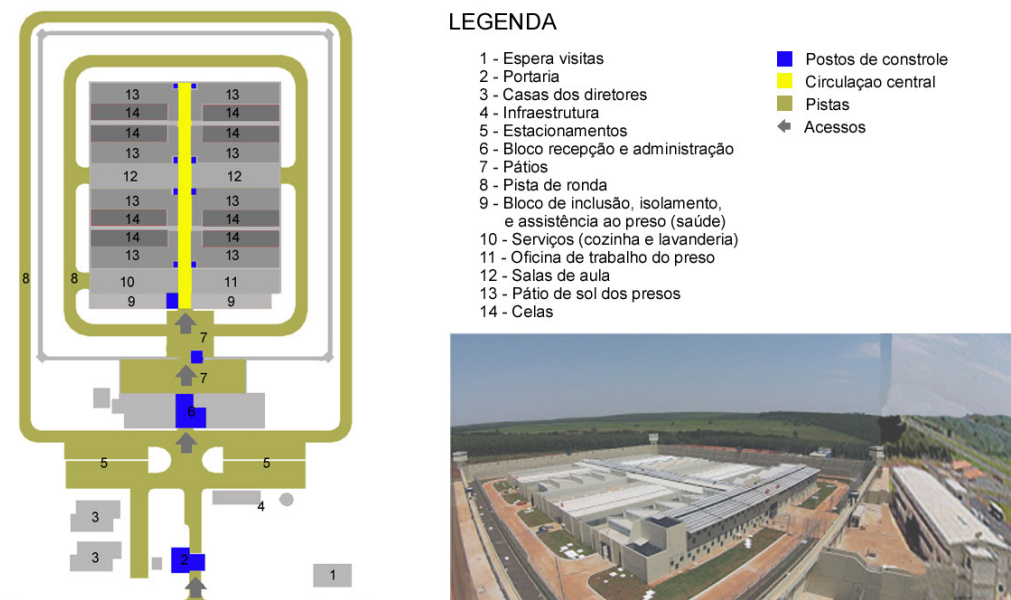 LEGENDA
1 - Espera visitas
2 - Portaria
3 - Casas dos diretores
4 - Infraestrutura
5 - Estacionamentos
6 - Bloco recepção e administração
7 - Pátios
8 - Pista de ronda
9 - Bloco de inclusão, isolamento,
e assistência ao preso (saúde)
10 - Serviços (cozinha e lavanderia)
11 - Oficina de trabalho do preso
12 - Salas de aula
13 - Pátio de sol dos presos
14 - Celas
Postos de constrole
Circulaçao central
Pistas
Acessos
13 13
14 14
14 14
13 13
12 12
13 13
14 14
14 14
13 13
8 8 10 11
9 9
7
7
6
5 5
4
3
3 2
1